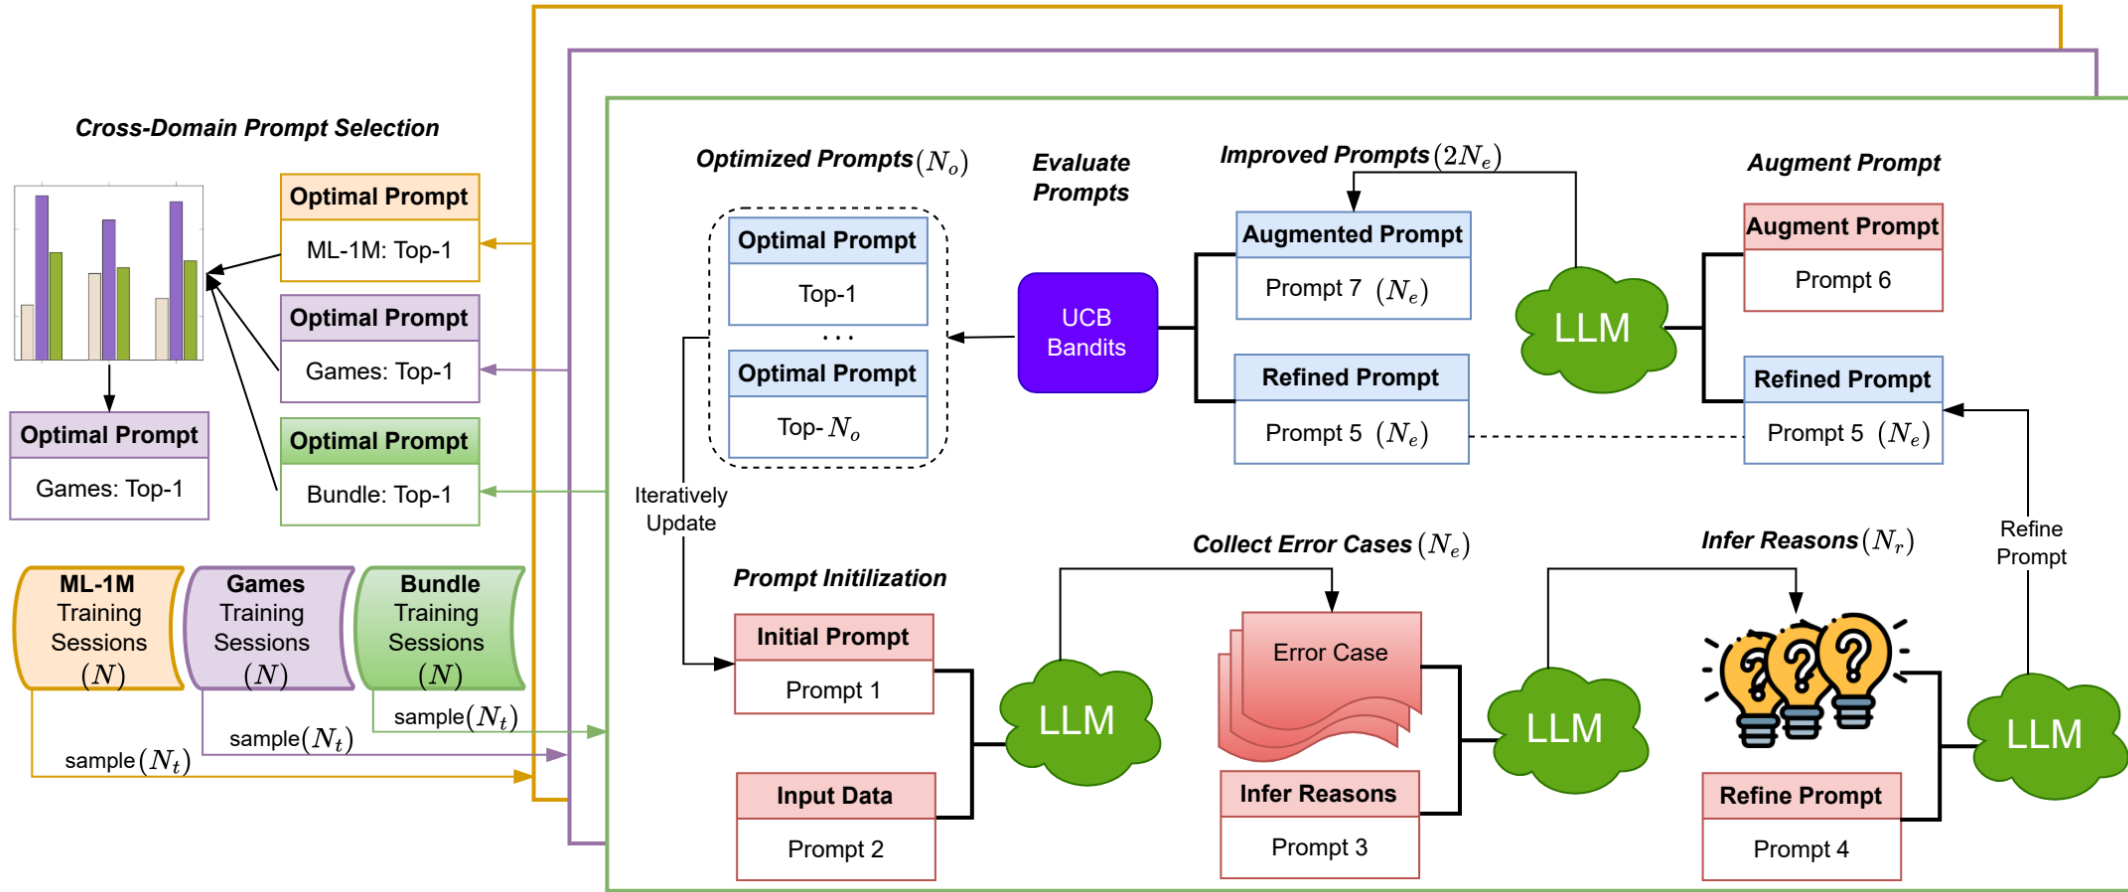 Cross-Domain Prompt Selection
Optimal Prompt
ML-1M: Top-1
Optimal Prompt
Games: Top-1
Optimal Prompt
Bundle: Top-1
Optimal Prompt
Games: Top-1
ML-1M
Training
Sessions
(N)
Games
Training
Sessions
(N)
Bundle
Training
Sessions
(N)
sample(N_t)
sample(N_t)
sample(N_t)
Optimized Prompts(N_o)
Optimal Prompt
Top-1
...
Optimal Prompt
Top-N_o
Iteratively
Update
Evaluate
Prompts
UCB
Bandits
Improved Prompts(2N_e)
Augmented Prompt
Prompt 7 (N_e)
Refined Prompt
Prompt 5 (N_e)
LLM
Augment Prompt
Augment Prompt
Prompt 6
Refined Prompt
Prompt 5 (N_e)
Refine
Prompt
Prompt Initilization
Initial Prompt
Prompt 1
Input Data
Prompt 2
LLM
Collect Error Cases(N_e)
Error Case
Infer Reasons
Prompt 3
LLM
Infer Reasons(N_r)
Refine Prompt
Prompt 4
LLM